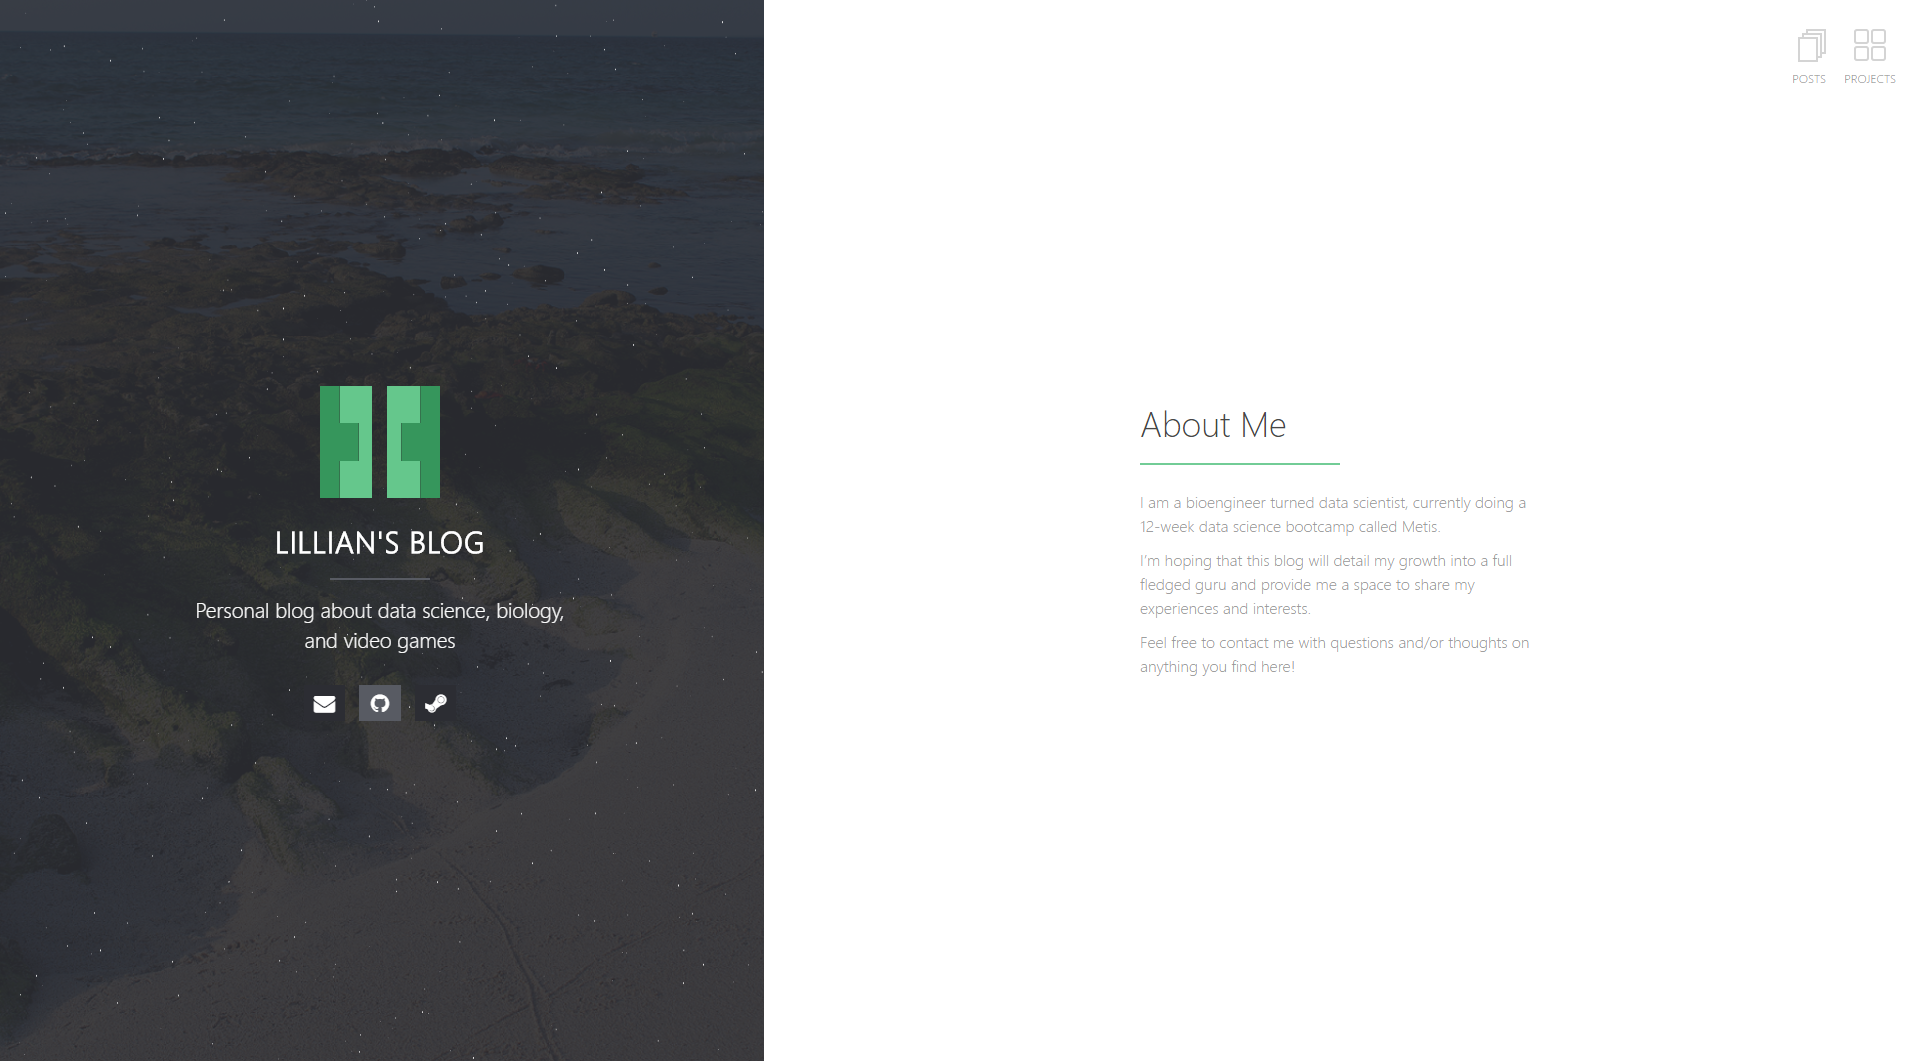 POSTS PROJECTS
LILLIAN'S BLOG
Personal blog about data science, biology,
and video games
About Me
I am a bioengineer turned data scientist, currently doing a
12-week data science bootcamp called Metis.
I'm hoping that this blog will detail my growth into a full
fledged guru and provide me a space to share my
experiences and interests.
Feel free to contact me with questions and/or thoughts on
anything you find here!